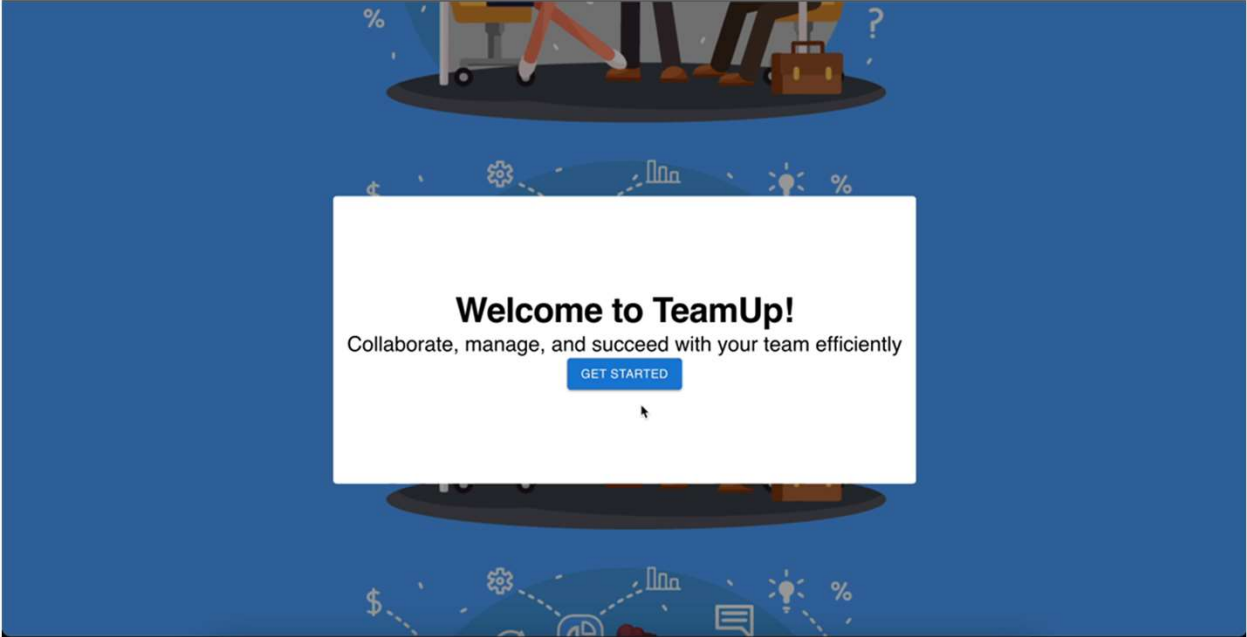 %
?
$
%
Welcome to TeamUp!
Collaborate, manage, and succeed with your team efficiently
GET STARTED
$
%